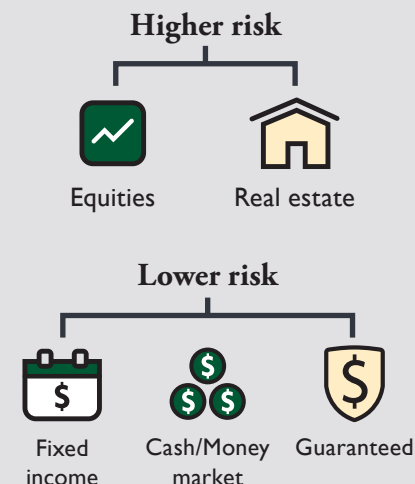 Higher risk
Equities
Real estate
Lower risk
$
$
$ $
$
Fixed
income
Cash/Money
market
Guaranteed